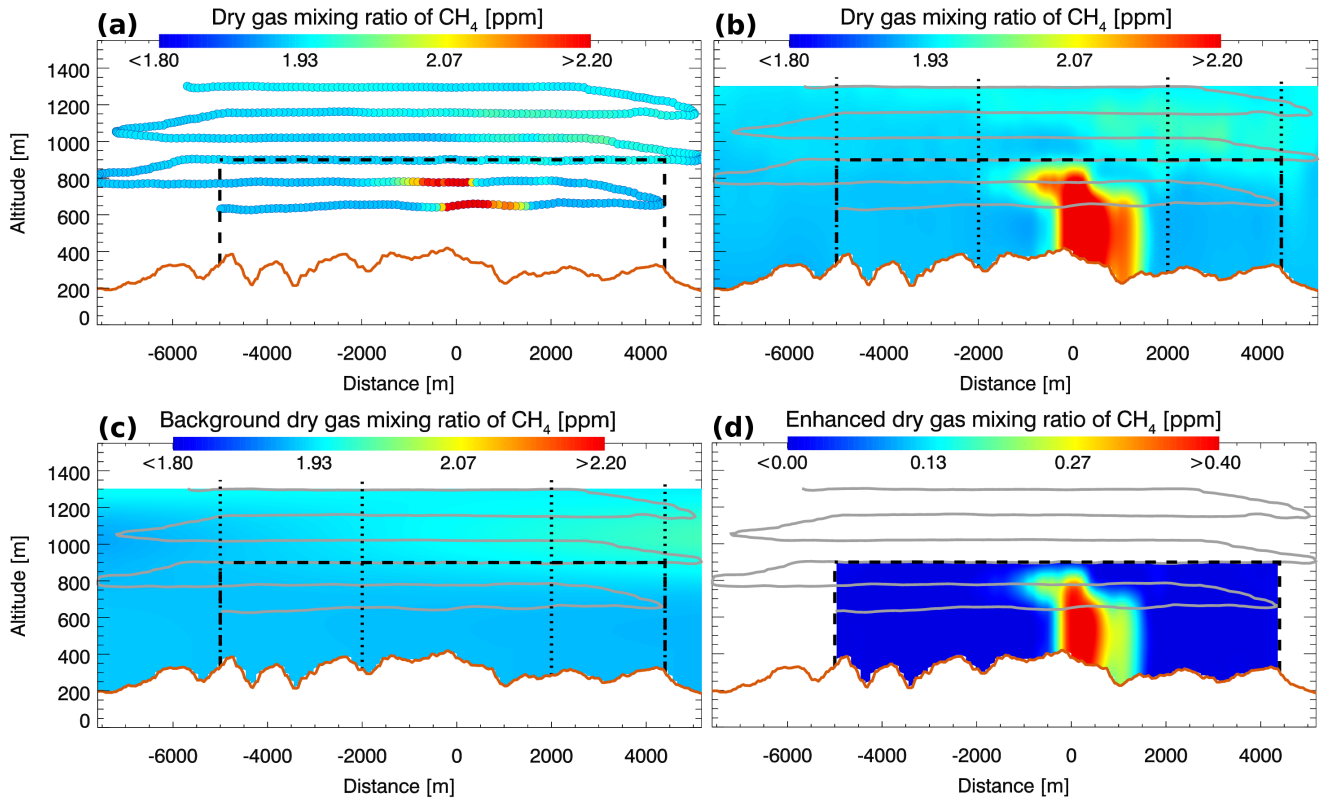 (a) Dry gas mixing ratio of CH4 [ppm]
<1.80 1.93 2.07 >2.20
1400
1200
1000
800
600
400
200
0
Altitude [m]
-6000 -4000 -2000 0 2000 4000
Distance [m]
(b) Dry gas mixing ratio of CH4 [ppm]
<1.80 1.93 2.07 >2.20
-6000 -4000 -2000 0 2000 4000
Distance [m]
(c) Background dry gas mixing ratio of CH4 [ppm]
<1.80 1.93 2.07 >2.20
1400
1200
1000
800
600
400
200
0
Altitude [m]
-6000 -4000 -2000 0 2000 4000
Distance [m]
(d) Enhanced dry gas mixing ratio of CH4 [ppm]
<0.00 0.13 0.27 >0.40
-6000 -4000 -2000 0 2000 4000
Distance [m]